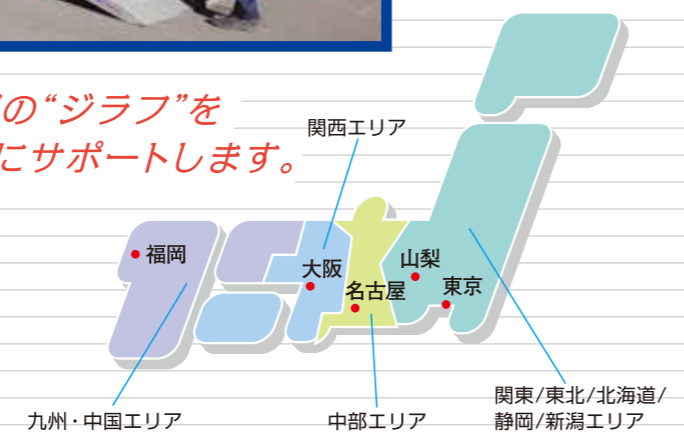 の“ジラフ”を
にサポートします。
関西エリア
福岡
大阪
名古屋
山梨
東京
九州・中国エリア
中部エリア
関東/東北/北海道/
静岡/新潟エリア